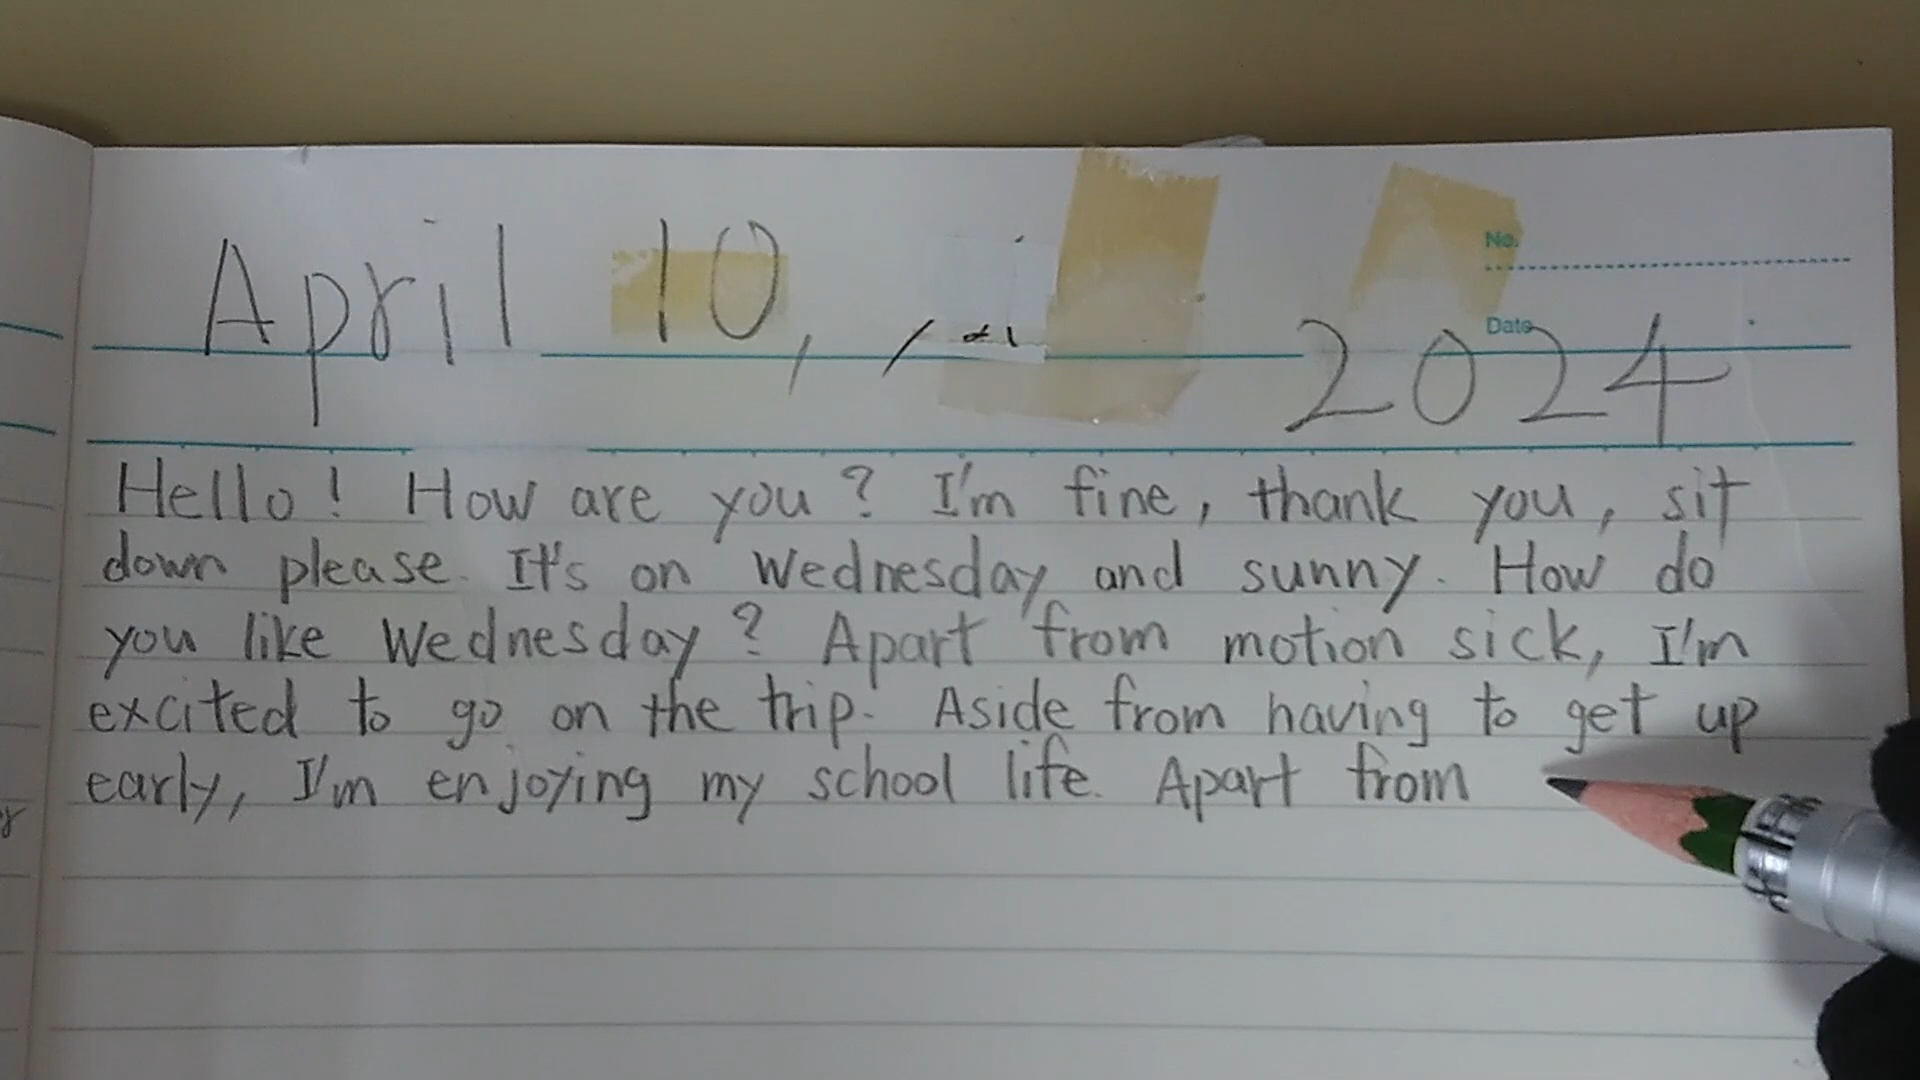 No.
April 10, , 2024
Date
Hello! How are you? I'm fine, thank you, sit
down please. It's on Wednesday and sunny. How do
you like Wednesday? Apart from motion sick, I'm
excited to go on the trip. Aside from having to get up
early, I'm enjoying my school life. Apart from